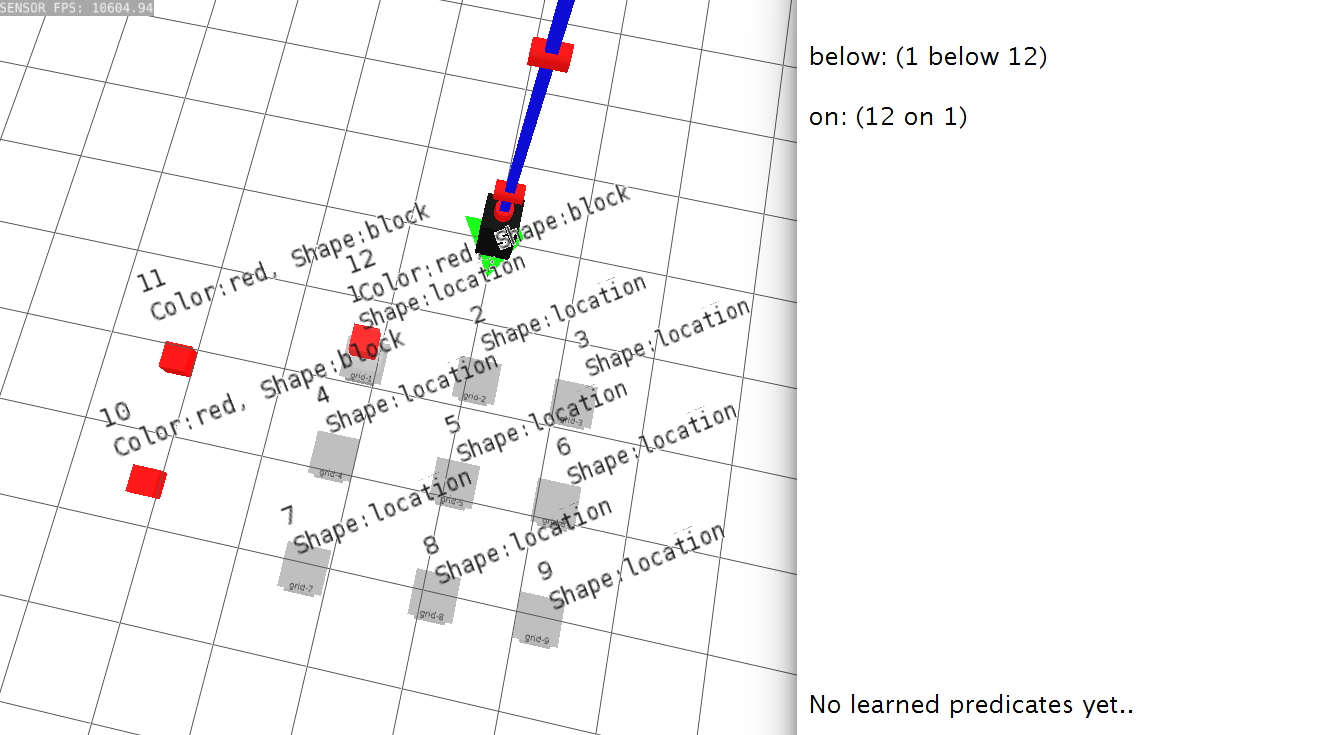 SENSOR FPS: 10604.94
below: (1 below 12)
on: (12 on 1)
11
Color:red, Shape:block
12
Color:red, Shape:block
1
Shape:location
2
Shape:location
3
Shape:location
10
Color:red, Shape:block
4
Shape:location
5
Shape:location
6
Shape:location
7
Shape:location
8
Shape:location
9
Shape:location
grid-1
grid-2
grid-3
grid-4
grid-5
grid-7
grid-8
grid-9
No learned predicates yet..